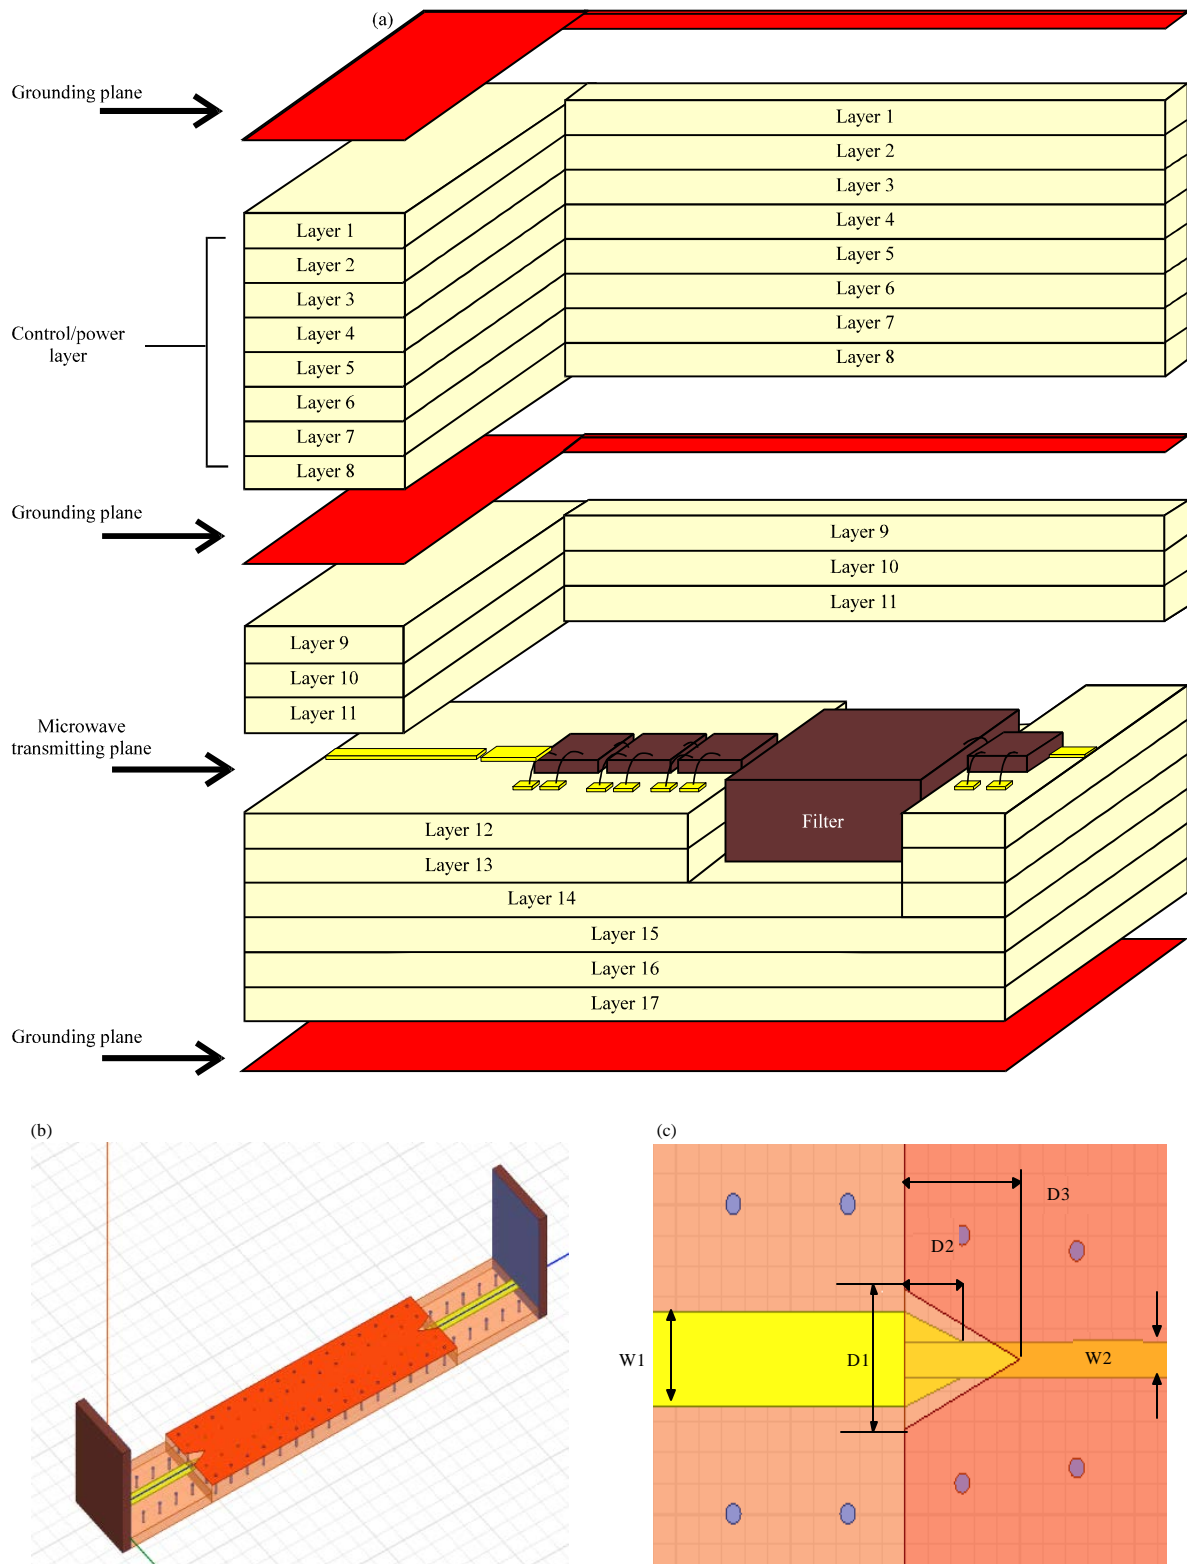 (a)
Grounding plane
Layer 1
Layer 2
Layer 3
Layer 4
Layer 5
Layer 6
Layer 7
Layer 8
Control/power
layer
Layer 1
Layer 2
Layer 3
Layer 4
Layer 5
Layer 6
Layer 7
Layer 8
Grounding plane
Layer 9
Layer 10
Layer 11
Layer 9
Layer 10
Layer 11
Microwave
transmitting plane
Filter
Layer 12
Layer 13
Layer 14
Layer 15
Layer 16
Layer 17
Grounding plane
(b)
(c)
D3
D2
W1
D1
W2